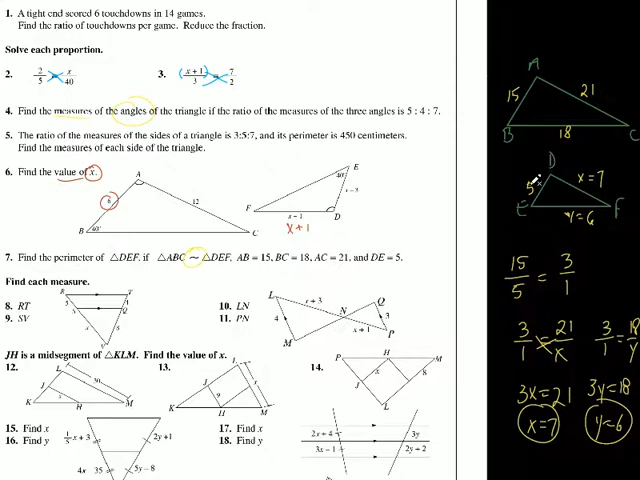 1. A tight end scored 6 touchdowns in 14 games.
Find the ratio of touchdowns per game. Reduce the fraction.
Solve each proportion.
2. 2/5 = x/40
3. (x + 1)/3 = 7/2
4. Find the measures of the angles of the triangle if the ratio of the measures of the three angles is 5 : 4 : 7.
5. The ratio of the measures of the sides of a triangle is 3:5:7, and its perimeter is 450 centimeters.
Find the measures of each side of the triangle.
6. Find the value of x.
A
6
12
B
40°
C
E
40°
x − 3
F
x − 1
D
x + 1
7. Find the perimeter of △DEF, if △ABC ~ △DEF, AB = 15, BC = 18, AC = 21, and DE = 5.
Find each measure.
8. RT
9. SV
R
T
5
1
S
Q
x
5
V
10. LN
11. PN
L
x + 3
Q
N
4
3
x + 1
P
M
JH is a midsegment of △KLM. Find the value of x.
12.
L
30
J
x
K
H
M
13.
L
J
x
9
K
H
M
14.
P
H
M
x
8
J
L
15. Find x
16. Find y
1/3 x + 3
2y + 1
4x
35
5y − 8
17. Find x
18. Find y
2x + 4
3y
3x − 1
2y + 2
A
15
21
B
18
C
D
5
x = 7
E
F
y = 6
15/5 = 3/1
3/1 = 21/x
3/1 = 18/y
3x = 21
3y = 18
x = 7
y = 6